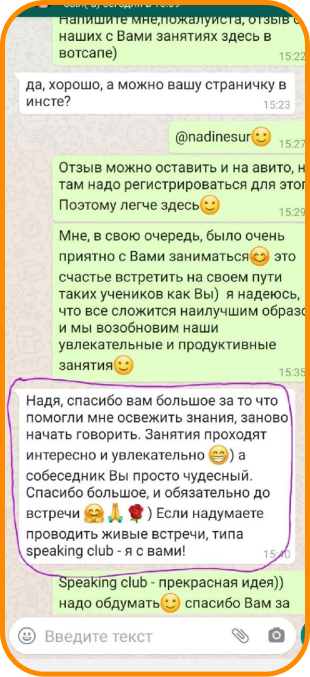 Напишите мне,пожалуйста, отзыв о
наших с Вами занятиях здесь в
вотсапе)
15:22
да, хорошо, а можно вашу страничку в
инсте?
15:23
@nadinesur🙂
15:27
Отзыв можно оставить и на авито,
там надо регистрироваться для
Поэтому легче здесь🙂
15:29
Мне, в свою очередь, было очень
приятно с Вами заниматься😊 это
счастье встретить на своем пути
таких учеников как Вы) я надеюсь,
что все сложится наилучшим
и мы возобновим наши
увлекательные и продуктивные
занятия🙂
15:35
Надя, спасибо вам большое за то что
помогли мне освежить знания, заново
начать говорить. Занятия проходят
интересно и увлекательно 😁) а
собеседник Вы просто чудесный.
Спасибо большое, и обязательно до
встречи 🤗🙏🌹) Если надумаете
проводить живые встречи, типа
speaking club - я с вами!
15:40
Speaking club - прекрасная идея))
надо обдумать🙂 спасибо Вам за
Введите текст